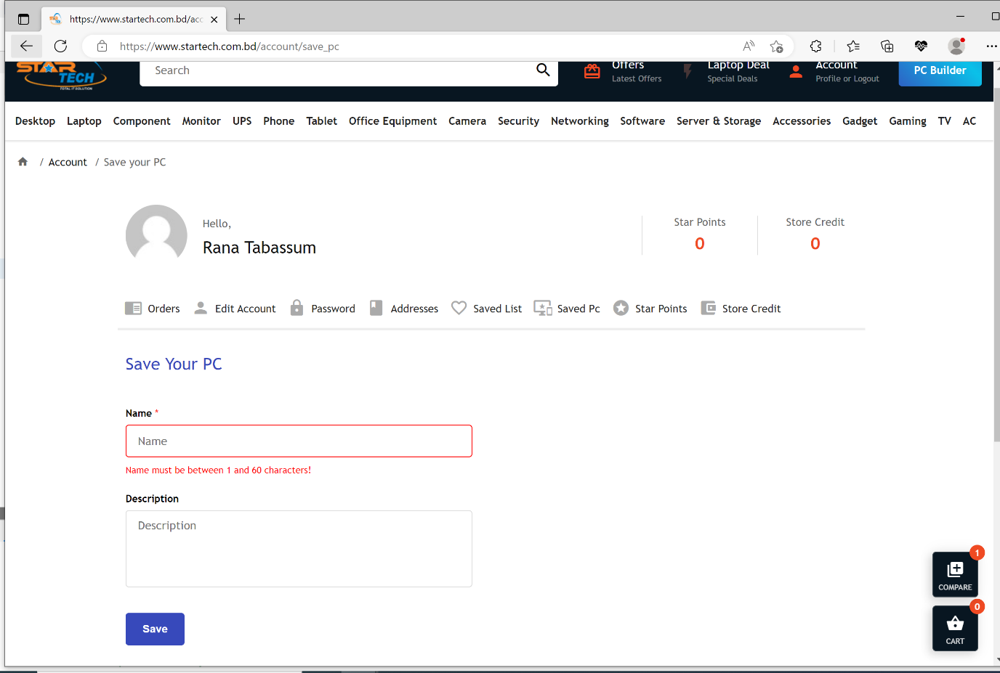 https://www.startech.com.bd/acc
https://www.startech.com.bd/account/save_pc
STAR TECH
TOTAL IT SOLUTION
Search
Offers
Latest Offers
Laptop Deal
Special Deals
Account
Profile or Logout
PC Builder
Desktop Laptop Component Monitor UPS Phone Tablet Office Equipment Camera Security Networking Software Server & Storage Accessories Gadget Gaming TV AC
/ Account / Save your PC
Hello,
Rana Tabassum
Star Points
0
Store Credit
0
Orders Edit Account Password Addresses Saved List Saved Pc Star Points Store Credit
Save Your PC
Name *
Name
Name must be between 1 and 60 characters!
Description
Description
Save
1
COMPARE
0
CART